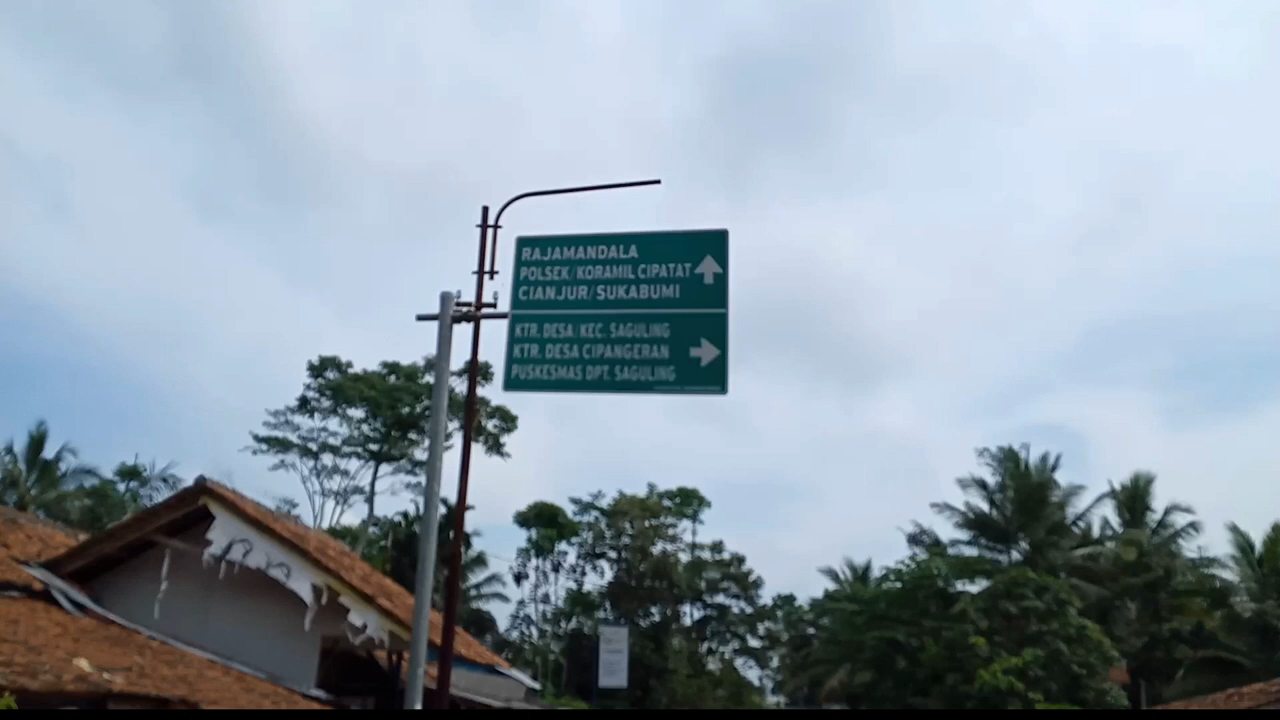 RAJAMANDALA
POLSEK/KORAMIL CIPATAT
CIANJUR/SUKABUMI
KTR. DESA/KEC. SAGULING
KTR. DESA CIPANGERAN
PUSKESMAS DPT. SAGULING